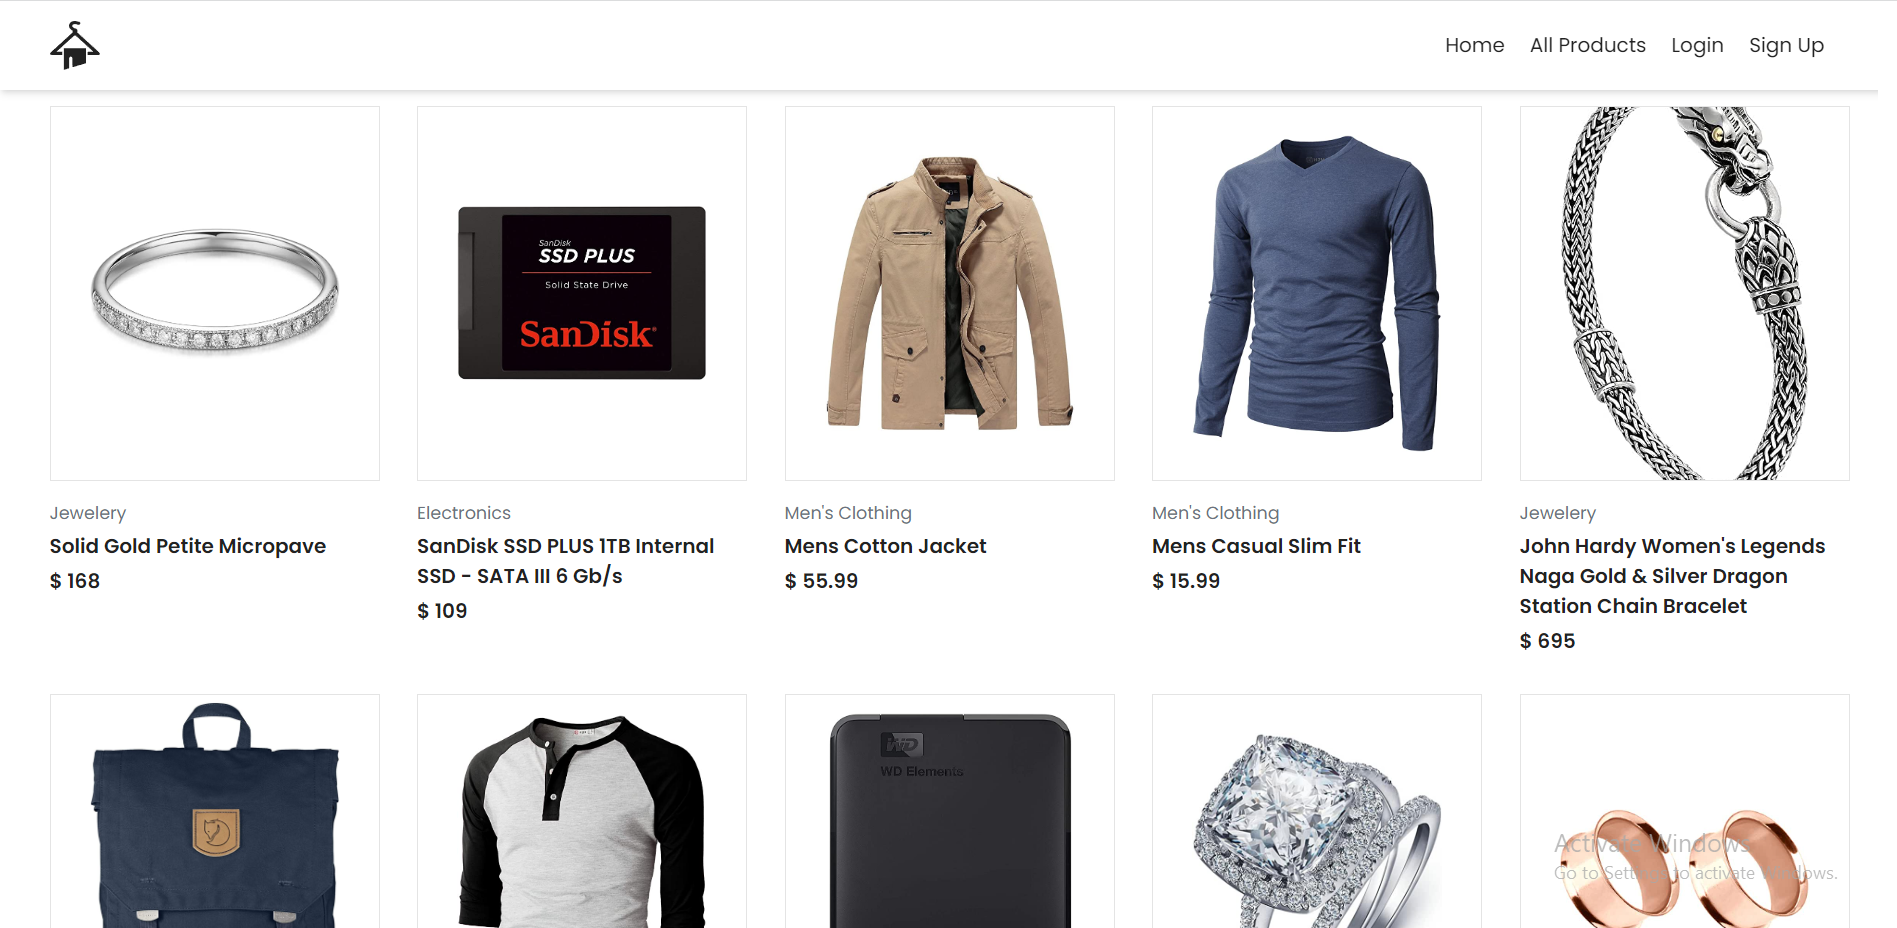 Home All Products Login Sign Up
SanDisk
SSD PLUS
Solid State Drive
SanDisk
Jewelery
Solid Gold Petite Micropave
$ 168
Electronics
SanDisk SSD PLUS 1TB Internal
SSD - SATA III 6 Gb/s
$ 109
Men's Clothing
Mens Cotton Jacket
$ 55.99
Men's Clothing
Mens Casual Slim Fit
$ 15.99
Jewelery
John Hardy Women's Legends
Naga Gold & Silver Dragon
Station Chain Bracelet
$ 695
WD
WD Elements
Activate Windows
Go to Settings to activate Windows.